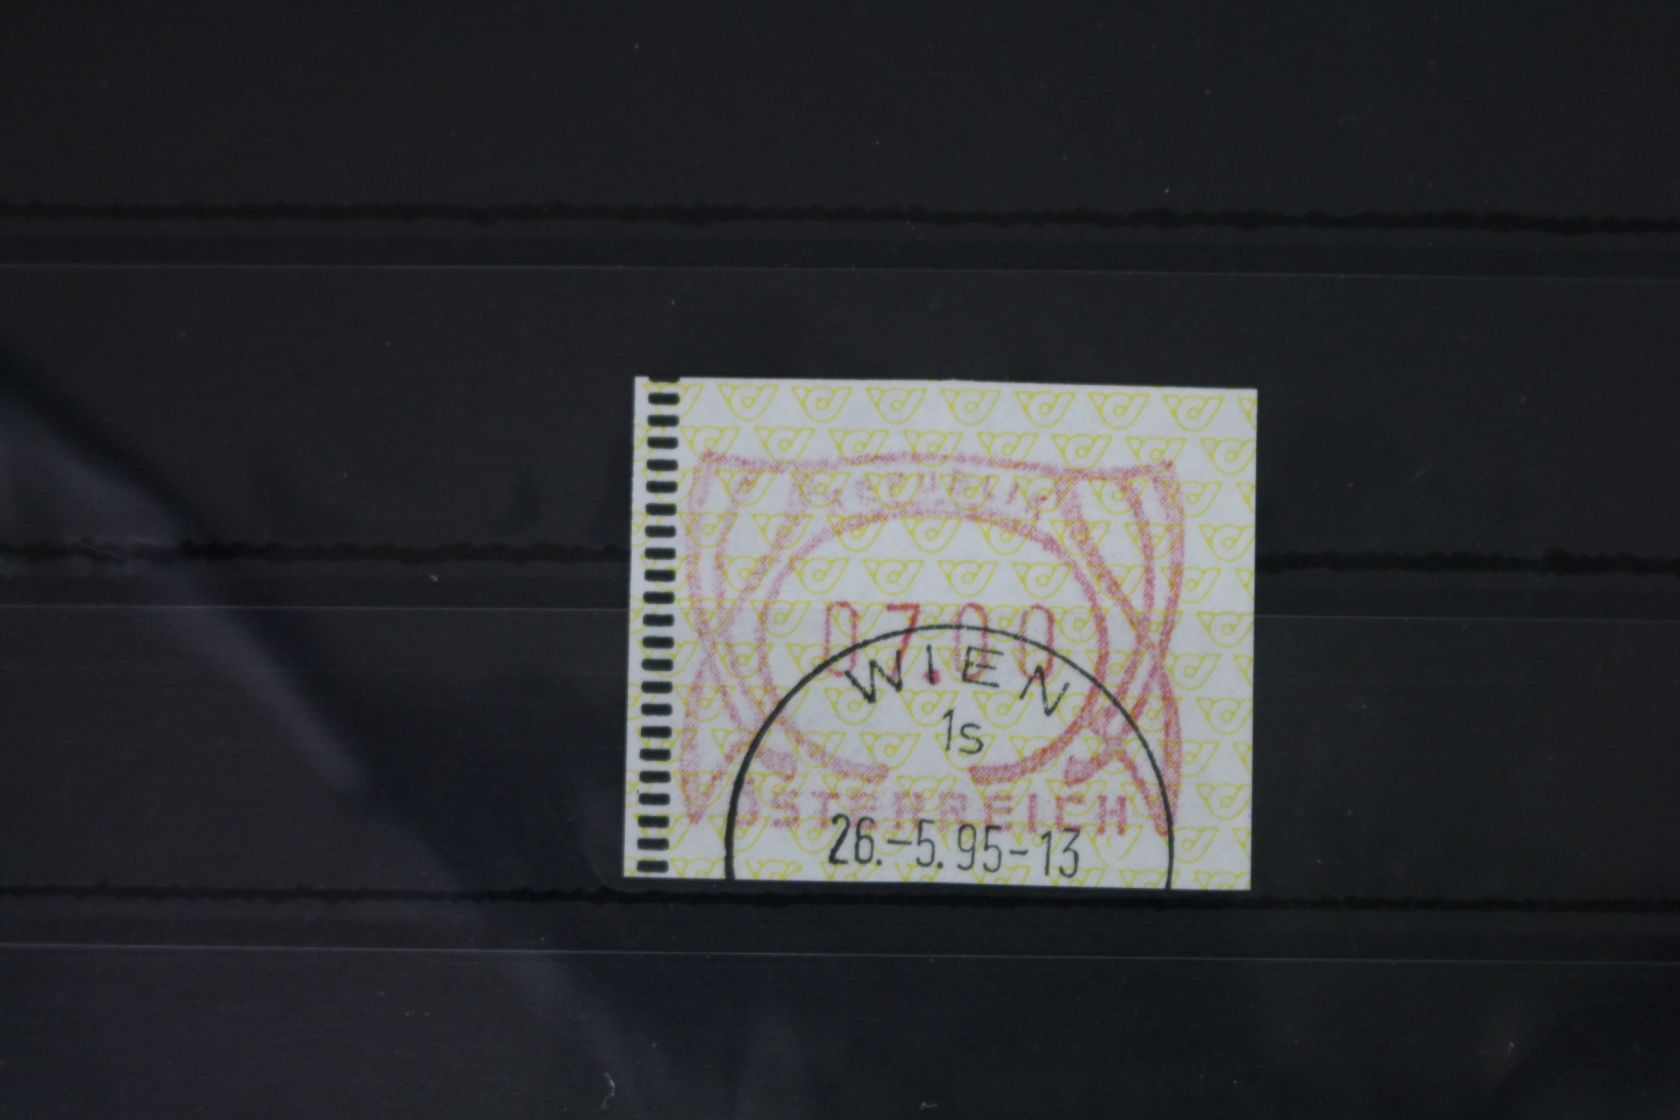 07.00
WIEN
1s
ÖSTERREICH
26.-5.95-13